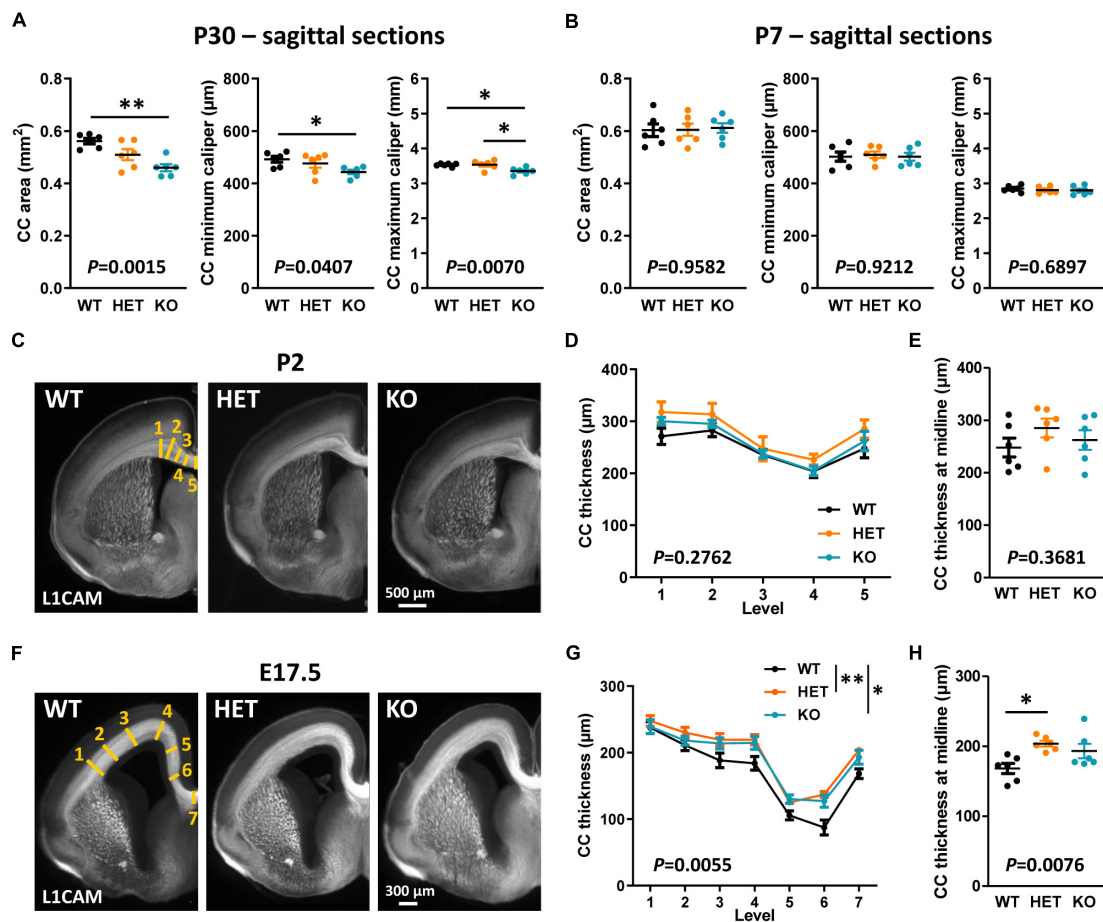 A
P30 – sagittal sections
CC area (mm²)
0.8
0.6
0.4
0.2
0.0
**
P=0.0015
WT HET KO
CC minimum caliper (µm)
800
600
400
200
0
*
P=0.0407
WT HET KO
CC maximum caliper (mm)
6
5
4
3
2
1
0
*
*
P=0.0070
WT HET KO
B
P7 – sagittal sections
CC area (mm²)
0.8
0.6
0.4
0.2
0.0
P=0.9582
WT HET KO
CC mnimum caliper (µm)
800
600
400
200
0
P=0.9212
WT HET KO
CC maximum caliper (mm)
6
5
4
3
2
1
0
P=0.6897
WT HET KO
C
P2
WT
1
2
3
4
5
L1CAM
HET
KO
500 µm
D
CC thickness (µm)
400
300
200
100
0
WT
HET
KO
P=0.2762
1 2 3 4 5
Level
E
CC thickness at midline (µm)
400
300
200
100
0
P=0.3681
WT HET KO
F
E17.5
WT
1
2
3
4
5
6
7
L1CAM
HET
KO
300 µm
G
CC thickness (µm)
300
200
100
0
WT
HET
KO
**
*
P=0.0055
1 2 3 4 5 6 7
Level
H
CC thickness at midline (µm)
300
200
100
0
*
P=0.0076
WT HET KO